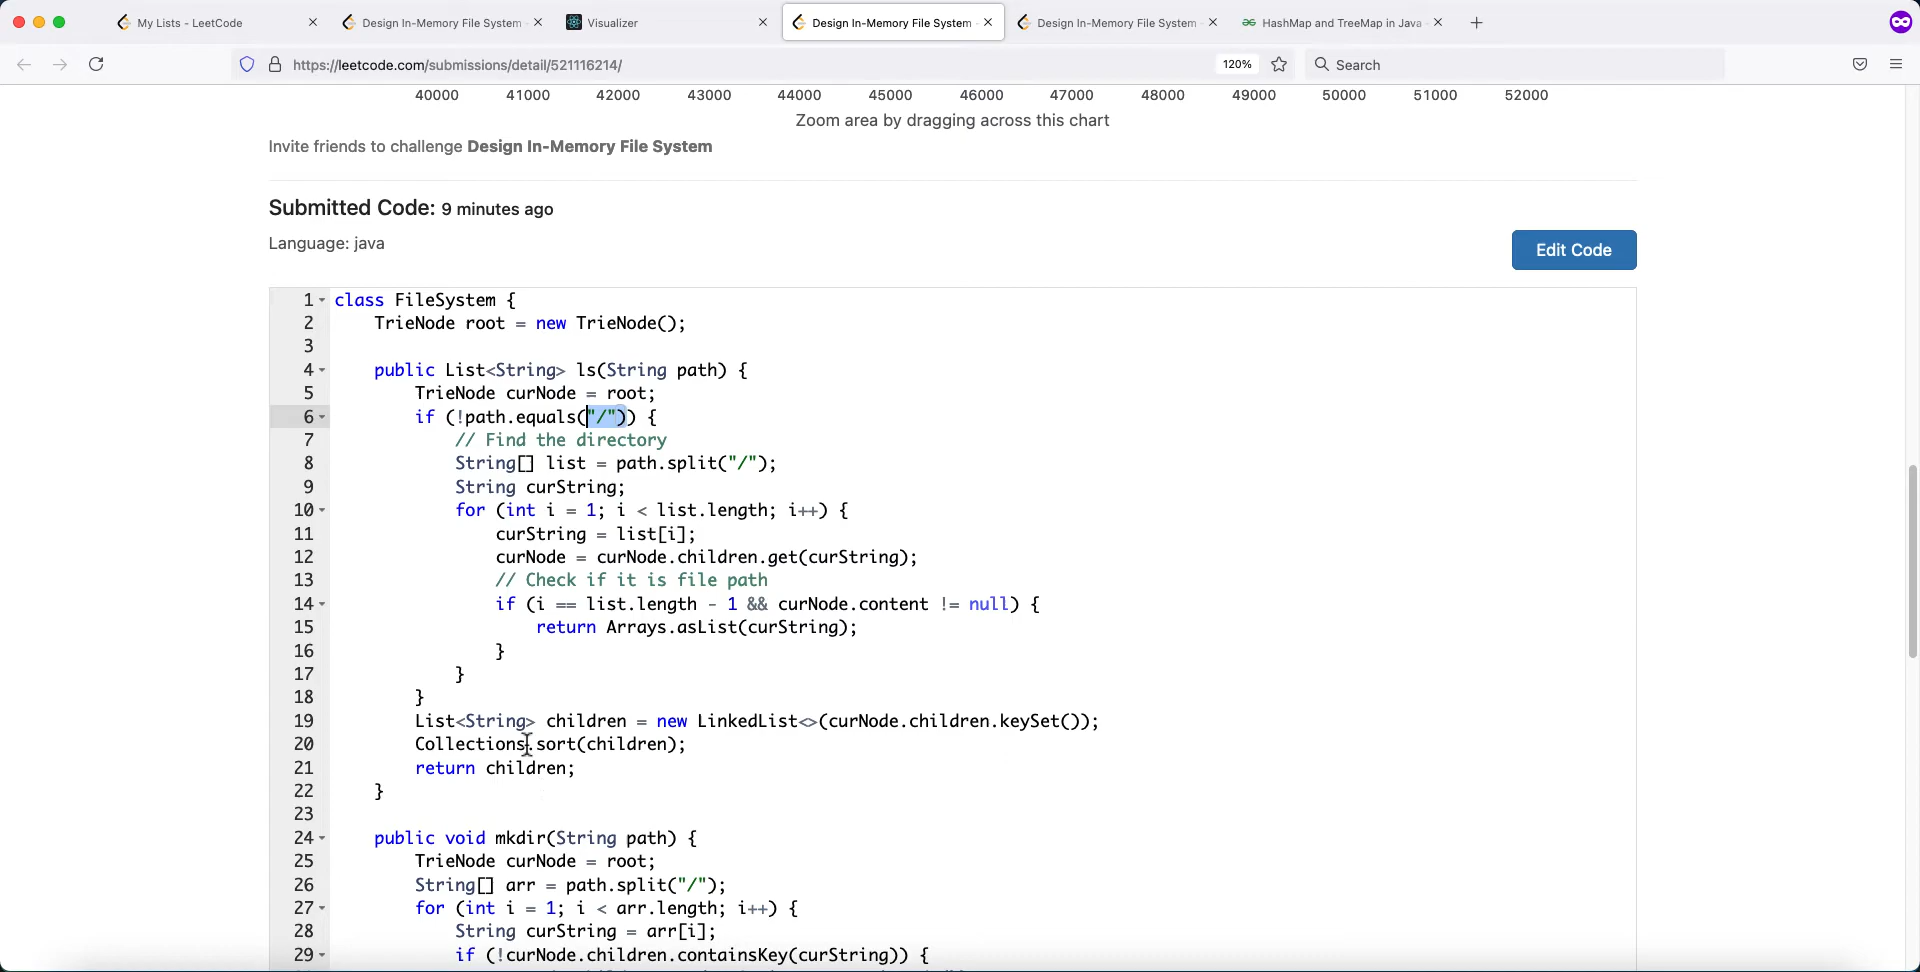 My Lists - LeetCode
Design In-Memory File System
Visualizer
Design In-Memory File System
Design In-Memory File System
HashMap and TreeMap in Java
https://leetcode.com/submissions/detail/521116214/
120%
Search
40000 41000 42000 43000 44000 45000 46000 47000 48000 49000 50000 51000 52000
Zoom area by dragging across this chart
Invite friends to challenge Design In-Memory File System
Submitted Code: 9 minutes ago
Language: java
Edit Code
1 class FileSystem {
2 TrieNode root = new TrieNode();
3
4 public List<String> ls(String path) {
5 TrieNode curNode = root;
6 if (!path.equals("/")) {
7 // Find the directory
8 String[] list = path.split("/");
9 String curString;
10 for (int i = 1; i < list.length; i++) {
11 curString = list[i];
12 curNode = curNode.children.get(curString);
13 // Check if it is file path
14 if (i == list.length - 1 && curNode.content != null) {
15 return Arrays.asList(curString);
16 }
17 }
18 }
19 List<String> children = new LinkedList<>(curNode.children.keySet());
20 Collections.sort(children);
21 return children;
22 }
23
24 public void mkdir(String path) {
25 TrieNode curNode = root;
26 String[] arr = path.split("/");
27 for (int i = 1; i < arr.length; i++) {
28 String curString = arr[i];
29 if (!curNode.children.containsKey(curString)) {